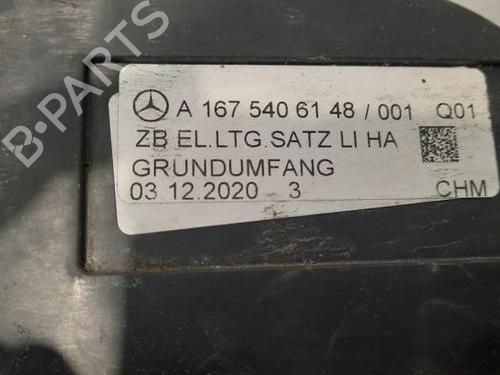 A 167 540 61 48 / 001 Q01
ZB EL.LTG.SATZ LI HA
GRUNDUMFANG
03.12.2020 3 CHM
B-PARTS